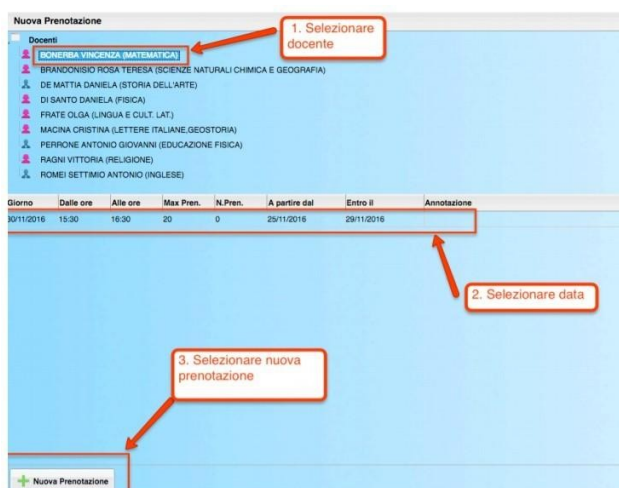 Nuova Prenotazione
1. Selezionare
docente
Docenti
BONERBA VINCENZA (MATEMATICA)
BRANDONISIO ROSA TERESA (SCIENZE NATURALI CHIMICA E GEOGRAFIA)
DE MATTIA DANIELA (STORIA DELL'ARTE)
DI SANTO DANIELA (FISICA)
FRATE OLGA (LINGUA E CULT. LAT.)
MACINA CRISTINA (LETTERE ITALIANE,GEOSTORIA)
PERRONE ANTONIO GIOVANNI (EDUCAZIONE FISICA)
RAGNI VITTORIA (RELIGIONE)
ROMEI SETTIMIO ANTONIO (INGLESE)
Giorno Dalle ore Alle ore Max Pren. N.Pren. A partire dal Entro il Annotazione
30/11/2016 15:30 16:30 20 0 25/11/2016 29/11/2016
2. Selezionare data
3. Selezionare nuova
prenotazione
Nuova Prenotazione